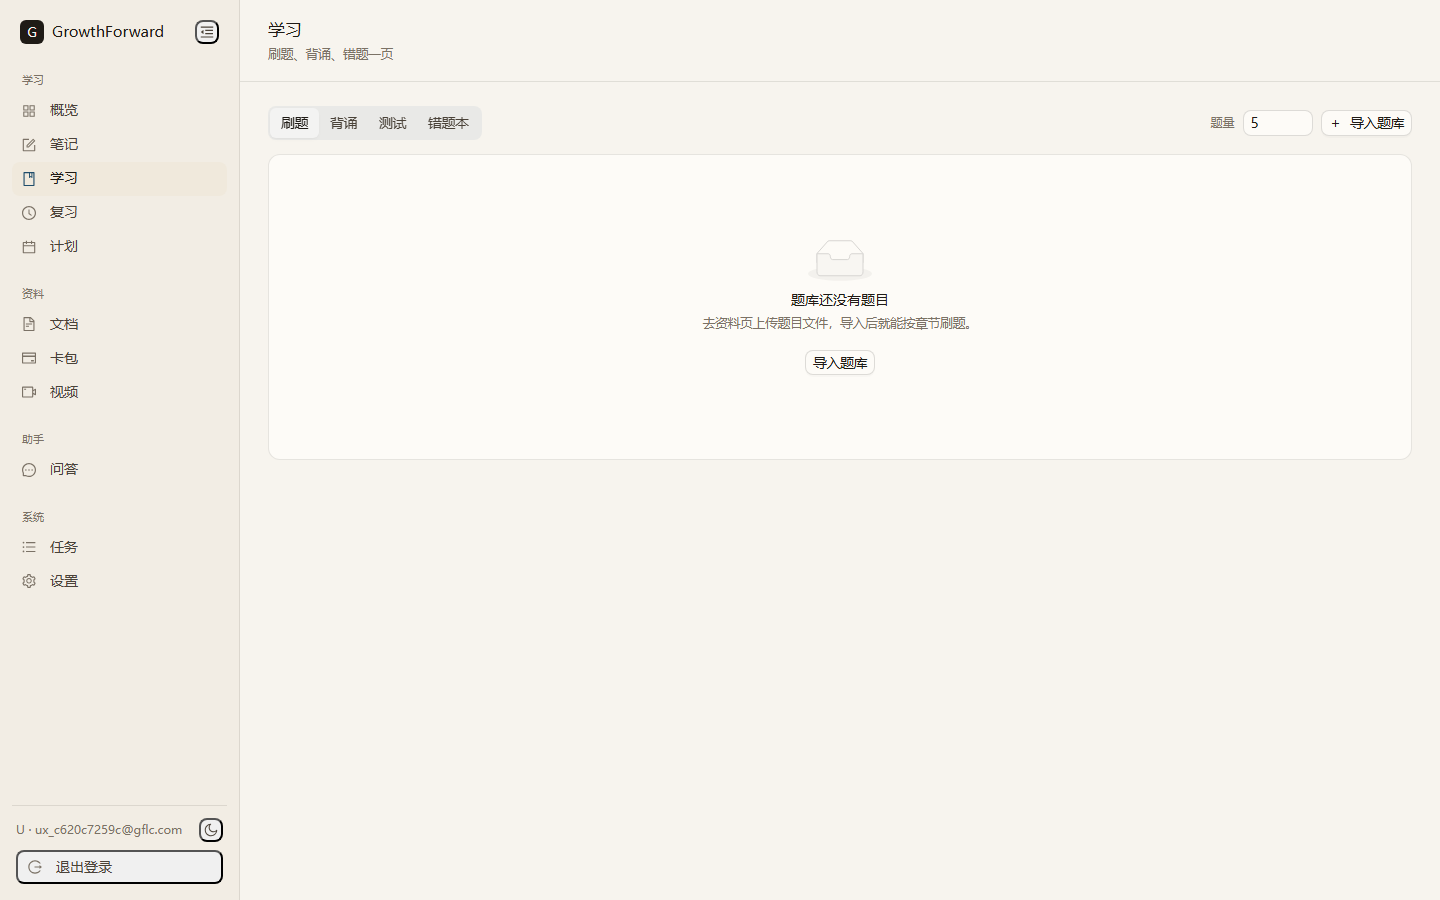 G GrowthForward
学习
概览
笔记
学习
复习
计划
资料
文档
卡包
视频
助手
问答
系统
任务
设置
U · ux_c620c7259c@gflc.com
退出登录
学习
刷题、背诵、错题一页
刷题 背诵 测试 错题本
题量 5 + 导入题库
题库还没有题目
去资料页上传题目文件，导入后就能按章节刷题。
导入题库